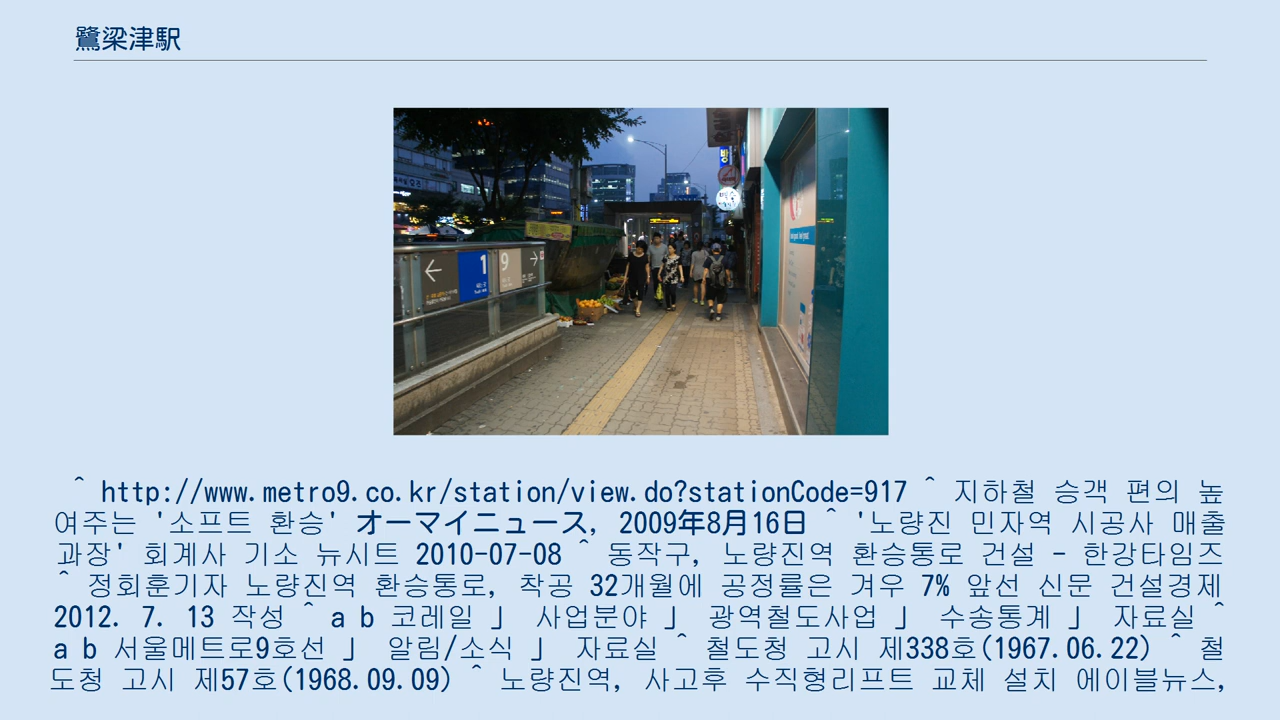 鷺梁津駅
1
9
^ http://www.metro9.co.kr/station/view.do?stationCode=917 ^ 지하철 승객 편의 높
여주는 '소프트 환승' オーマイニュース, 2009年8月16日 ^ '노량진 민자역 시공사 매출
과장' 회계사 기소 뉴시트 2010-07-08 ^ 동작구, 노량진역 환승통로 건설 - 한강타임즈
^ 정회훈기자 노량진역 환승통로, 착공 32개월에 공정률은 겨우 7% 앞선 신문 건설경제
2012. 7. 13 작성 ^ a b 코레일 」 사업분야 」 광역철도사업 」 수송통계 」 자료실 ^
a b 서울메트로9호선 」 알림/소식 」 자료실 ^ 철도청 고시 제338호(1967.06.22) ^ 철
도청 고시 제57호(1968.09.09) ^ 노량진역, 사고후 수직형리프트 교체 설치 에이블뉴스,